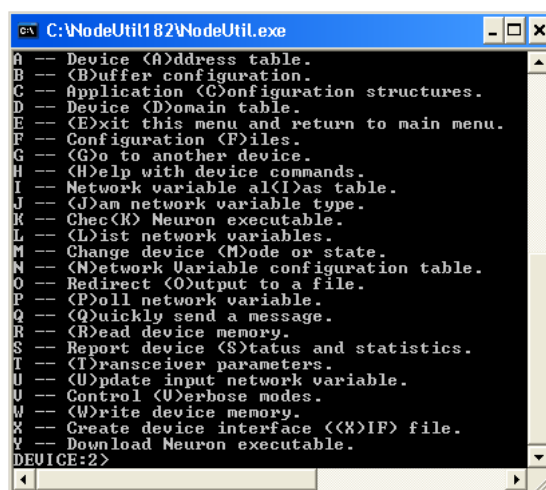 C:\NodeUtil182\NodeUtil.exe
A -- Device (A)ddress table.
B -- (B)uffer configuration.
C -- Application (C)onfiguration structures.
D -- Device (D)omain table.
E -- (E)xit this menu and return to main menu.
F -- Configuration (F)iles.
G -- (G)o to another device.
H -- (H)elp with device commands.
I -- Network variable al(I)as table.
J -- (J)am network variable type.
K -- Chec(K) Neuron executable.
L -- (L)ist network variables.
M -- Change device (M)ode or state.
N -- (N)etwork Variable configuration table.
O -- Redirect (O)utput to a file.
P -- (P)oll network variable.
Q -- (Q)uickly send a message.
R -- (R)ead device memory.
S -- Report device (S)tatus and statistics.
T -- (T)ransceiver parameters.
U -- (U)pdate input network variable.
V -- Control (V)erbose modes.
W -- (W)rite device memory.
X -- Create device interface ((X)IF) file.
Y -- Download Neuron executable.
DEVICE:2>